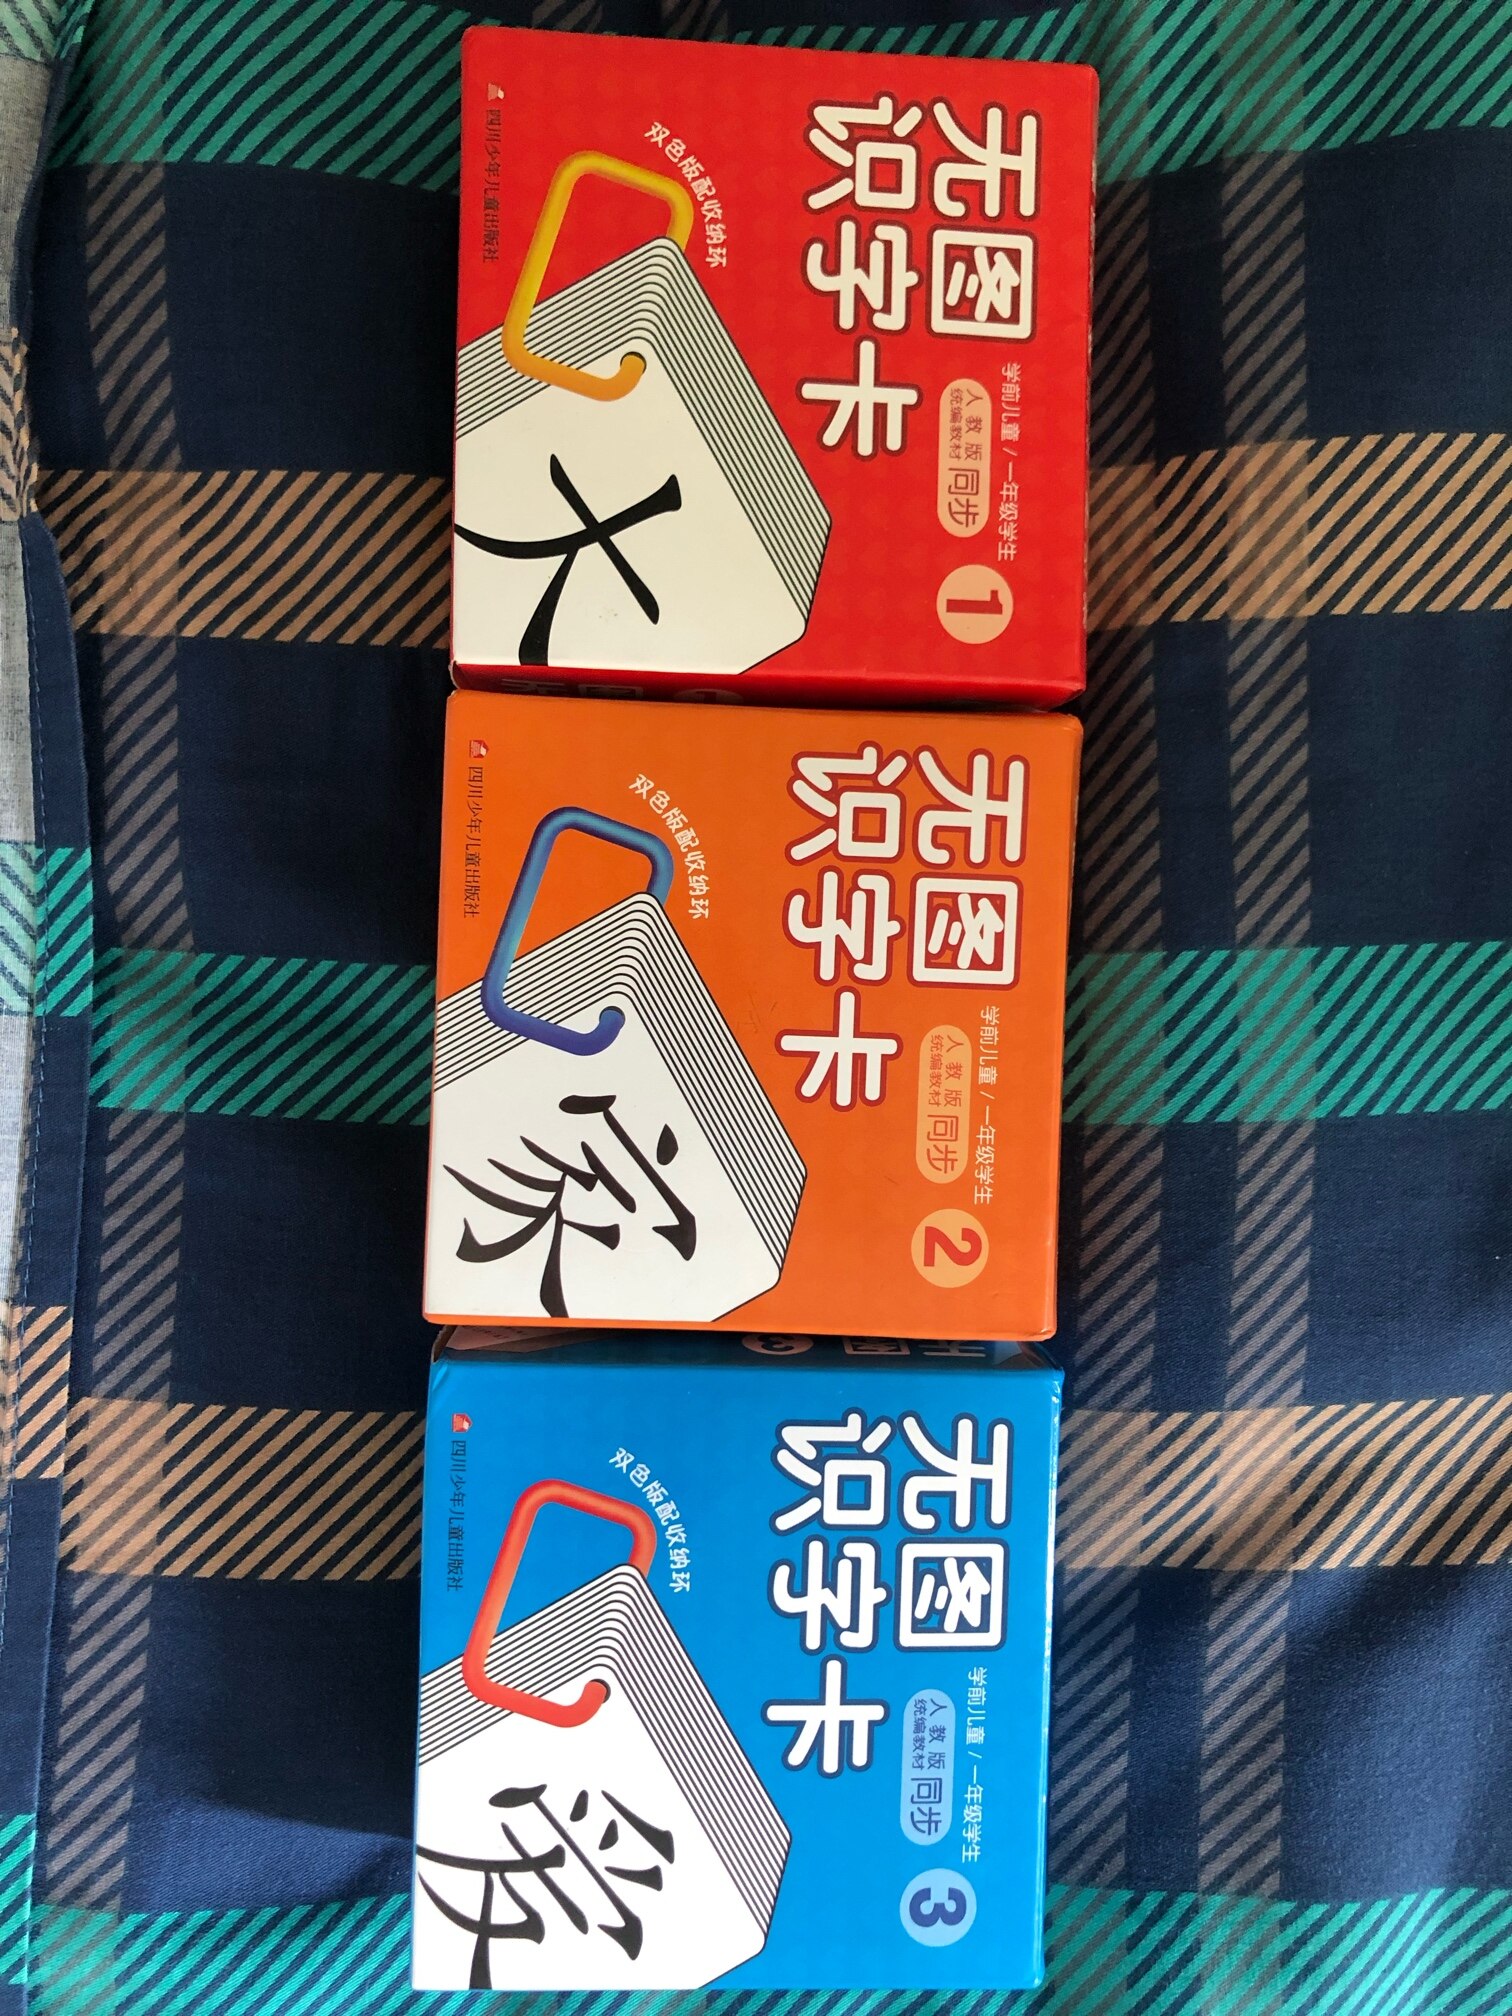 无图
识字卡
学前儿童/一年级学生
人教版
统编教材
同步
1
双色版配收纳环
大
四川少年儿童出版社
无图
识字卡
学前儿童/一年级学生
人教版
统编教材
同步
2
双色版配收纳环
家
四川少年儿童出版社
3
无图
识字卡
学前儿童/一年级学生
人教版
统编教材
同步
3
双色版配收纳环
爱
四川少年儿童出版社